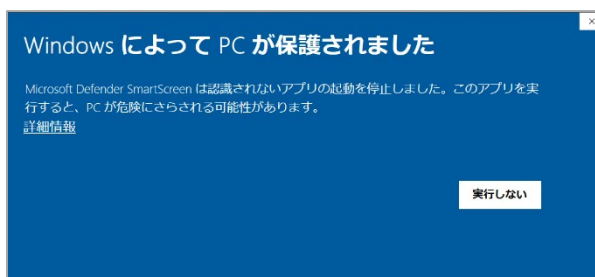 Windows によって PC が保護されました
Microsoft Defender SmartScreen は認識されないアプリの起動を停止しました。このアプリを実
行すると、PC が危険にさらされる可能性があります。
詳細情報
実行しない